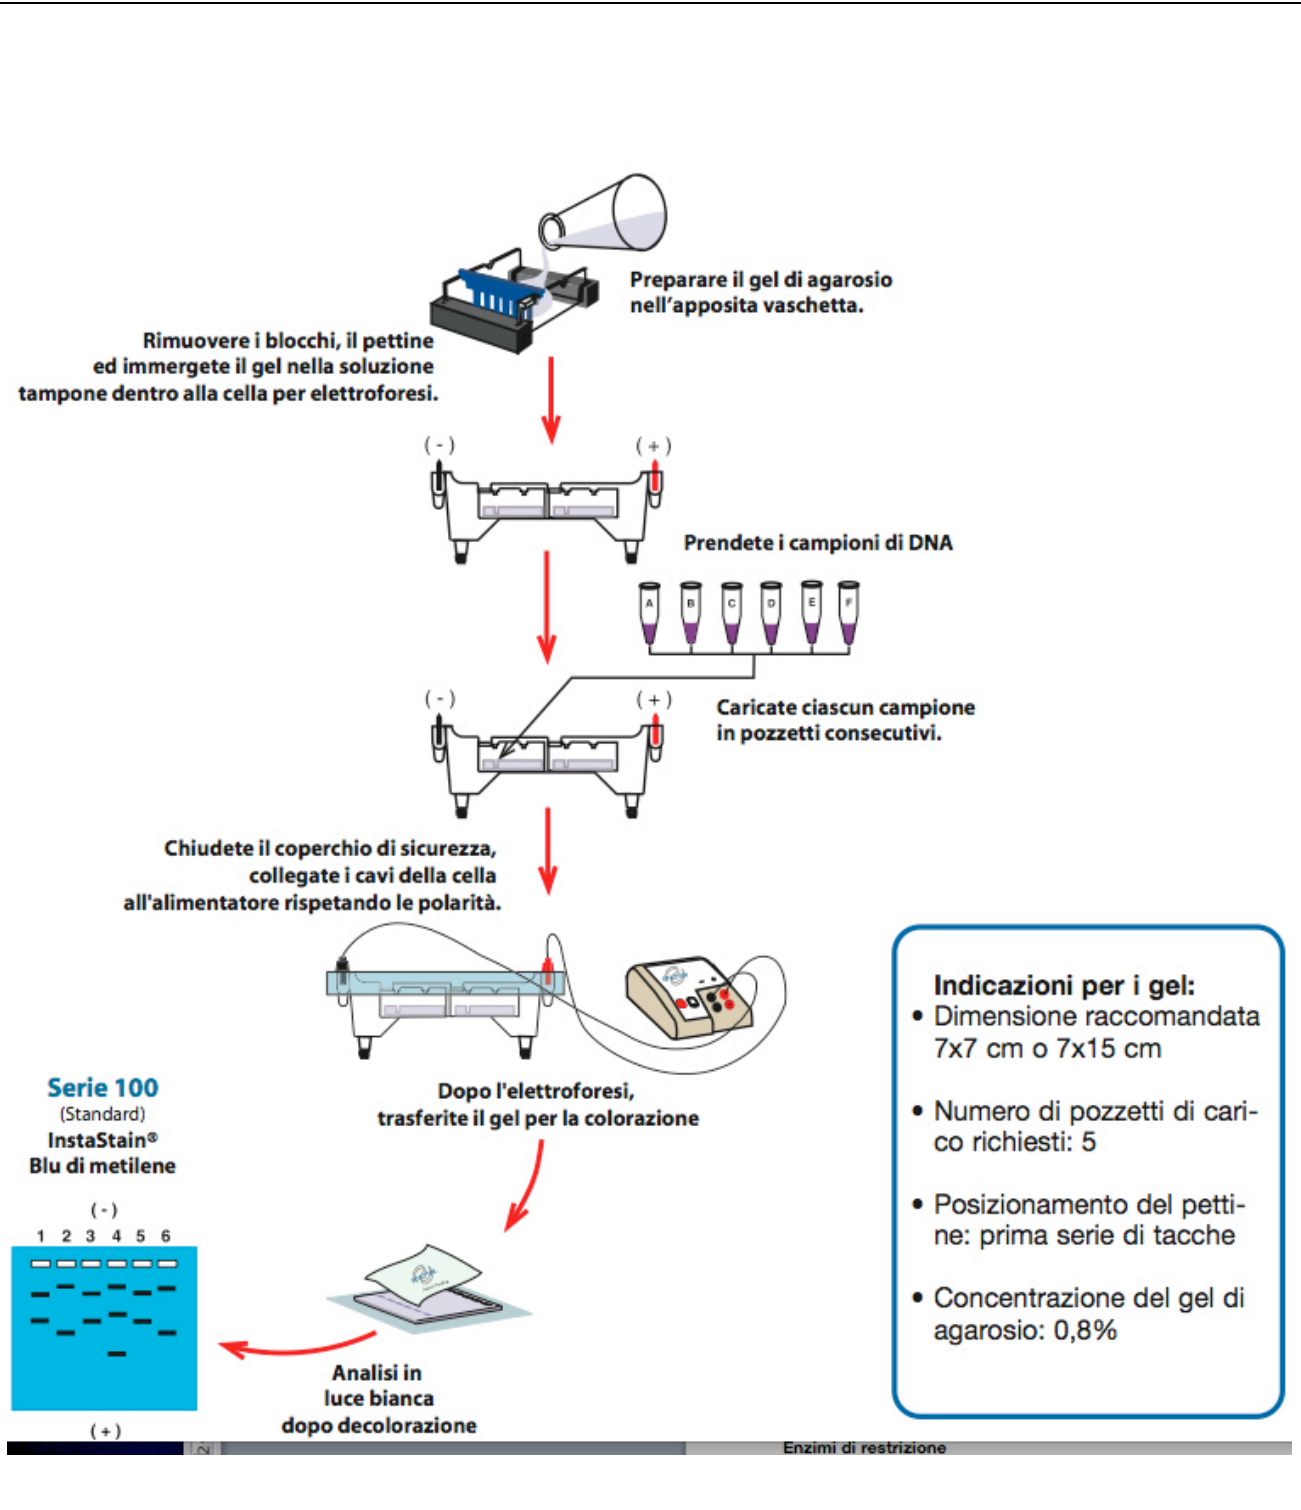 Preparare il gel di agarosio
nell'apposita vaschetta.
Rimuovere i blocchi, il pettine
ed immergete il gel nella soluzione
tampone dentro alla cella per elettroforesi.
( - )
( + )
Prendete i campioni di DNA
A B C D E F
( - )
( + )
Caricate ciascun campione
in pozzetti consecutivi.
Chiudete il coperchio di sicurezza,
collegate i cavi della cella
all'alimentatore rispetando le polarità.
Dopo l'elettroforesi,
trasferite il gel per la colorazione
Serie 100
(Standard)
InstaStain®
Blu di metilene
( - )
1 2 3 4 5 6
( + )
Analisi in
luce bianca
dopo decolorazione
Indicazioni per i gel:
• Dimensione raccomandata
7x7 cm o 7x15 cm
• Numero di pozzetti di cari-
co richiesti: 5
• Posizionamento del petti-
ne: prima serie di tacche
• Concentrazione del gel di
agarosio: 0,8%
2
Enzimi di restrizione